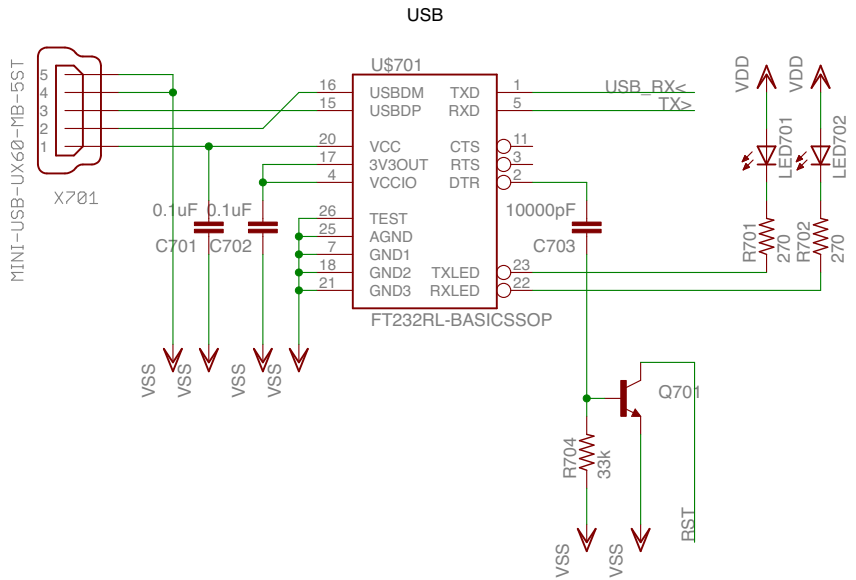 USB
MINI-USB-UX60-MB-5ST
5
4
3
2
1
X701
U$701
16 USBDM TXD 1 USB_RX<
15 USBDP RXD 5 TX>
20 VCC CTS 11
17 3V3OUT RTS 3
4 VCCIO DTR 2
26 TEST
25 AGND
7 GND1
18 GND2 TXLED 23
21 GND3 RXLED 22
FT232RL-BASICSSOP
0.1uF 0.1uF
C701 C702
10000pF
C703
VDD VDD
LED701 LED702
R701 270
R702 270
VSS VSS VSS VSS
Q701
R704 33k
RST
VSS VSS